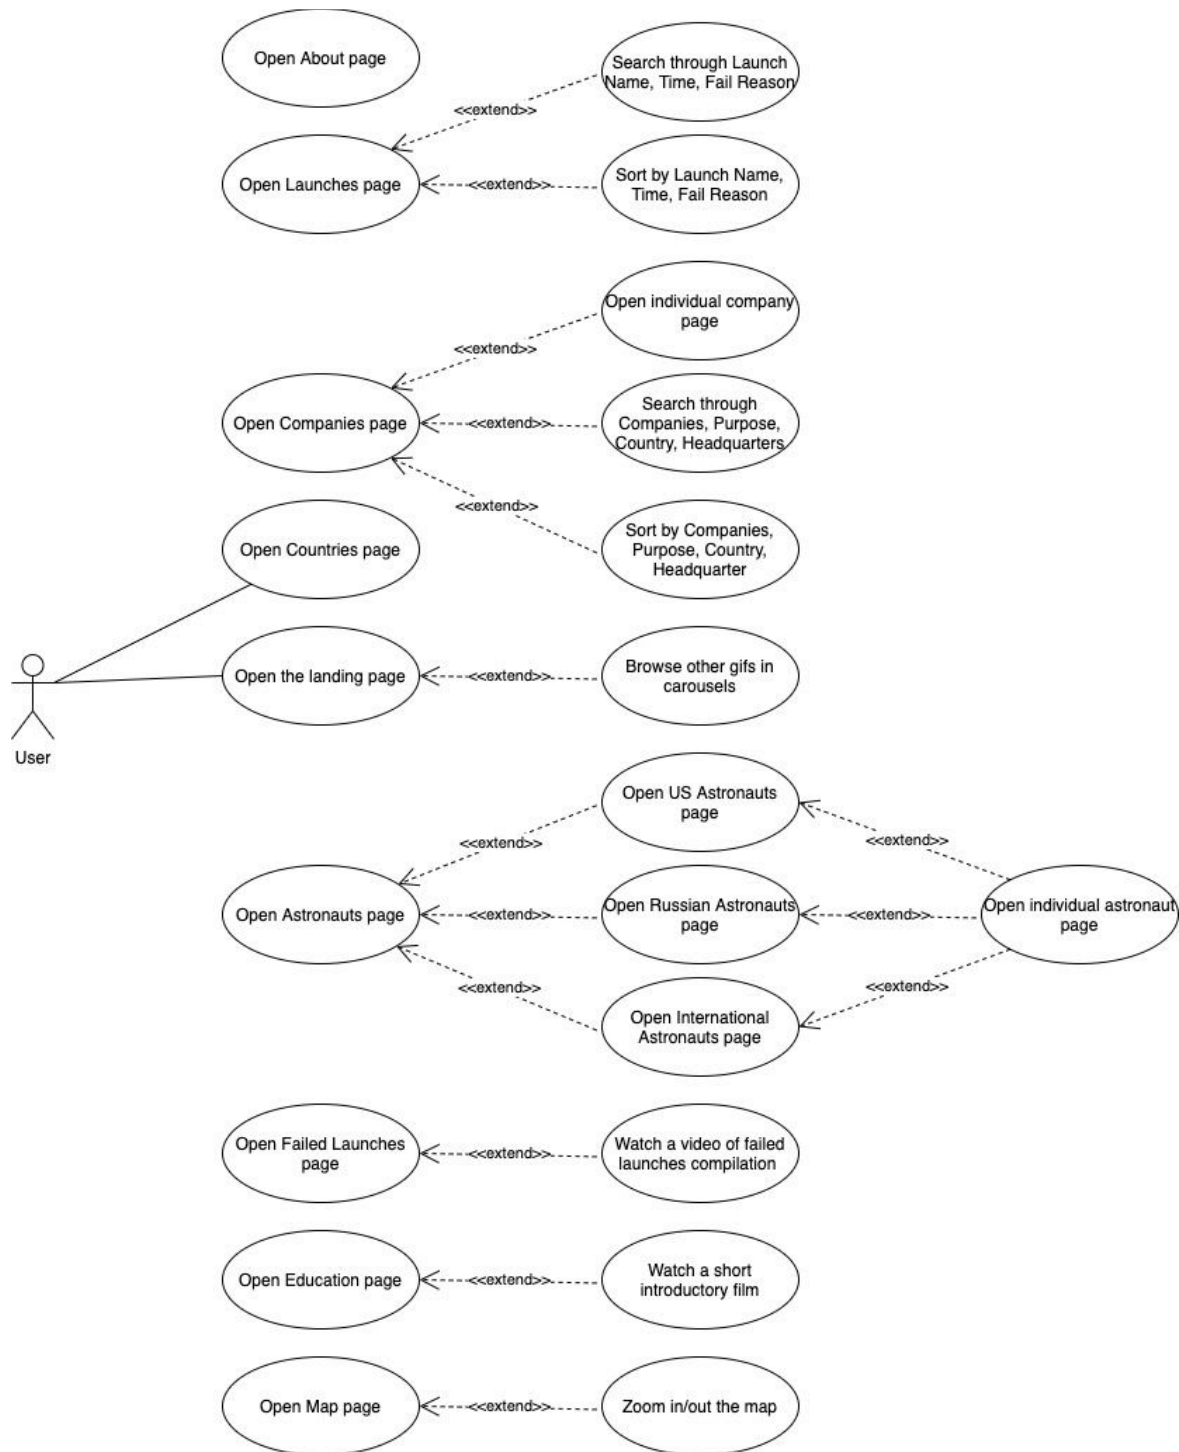 Open About page
Search through Launch
Name, Time, Fail Reason
<<extend>>
Open Launches page
<<extend>>
Sort by Launch Name,
Time, Fail Reason
Open individual company
page
<<extend>>
Open Companies page
<<extend>>
Search through
Companies, Purpose,
Country, Headquarters
<<extend>>
Open Countries page
Sort by Companies,
Purpose, Country,
Headquarter
User
Open the landing page
<<extend>>
Browse other gifs in
carousels
Open US Astronauts
page
<<extend>>
<<extend>>
Open Astronauts page
<<extend>>
Open Russian Astronauts
page
<<extend>>
Open individual astronaut
page
<<extend>>
<<extend>>
Open International
Astronauts page
Open Failed Launches
page
<<extend>>
Watch a video of failed
launches compilation
Open Education page
<<extend>>
Watch a short
introductory film
Open Map page
<<extend>>
Zoom in/out the map